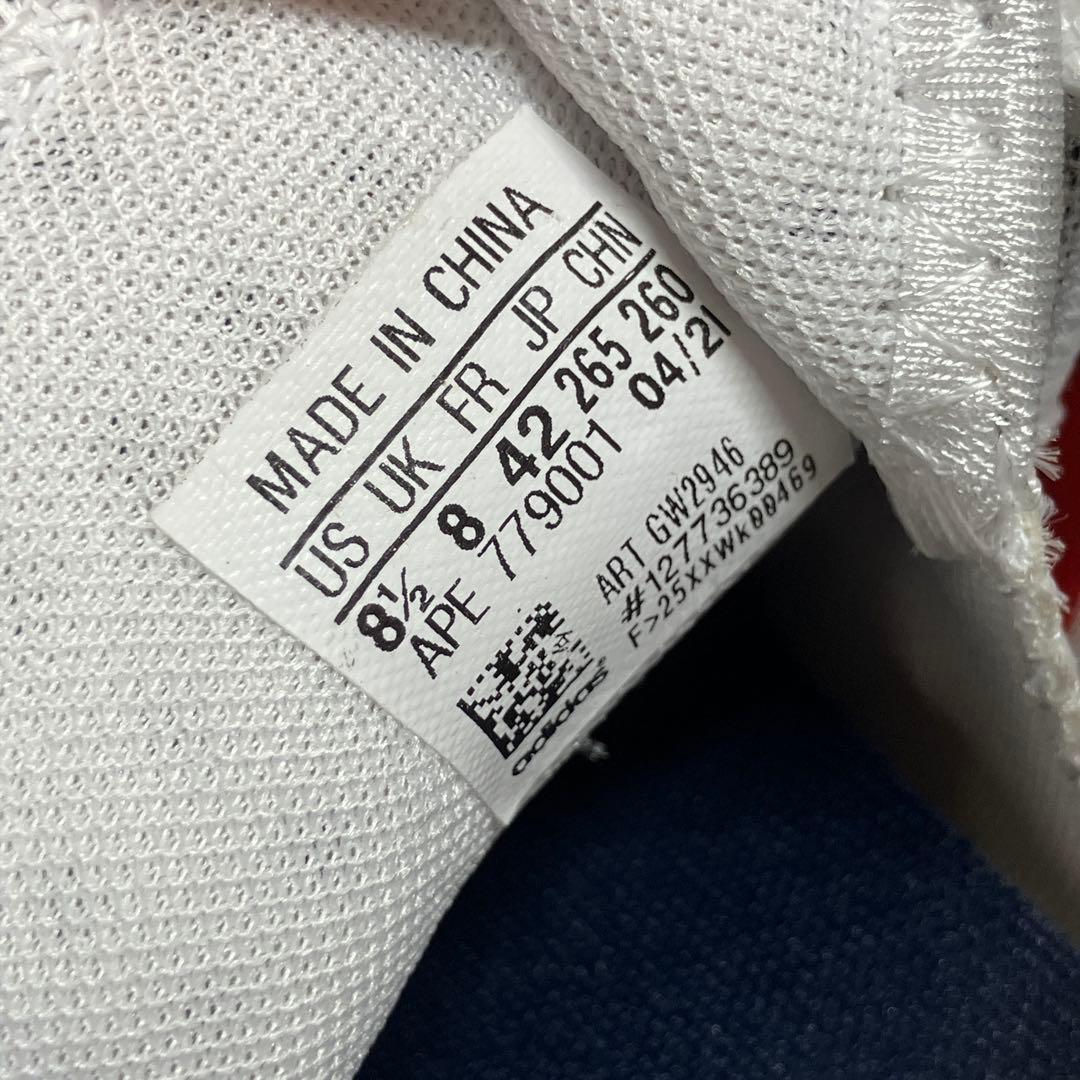 MADE IN CHINA
US UK FR JP CHN
8½ 8 42 265 260
APE 779001 04/21
ART GW2946
#127736389
F>25XXWk00469
adidas